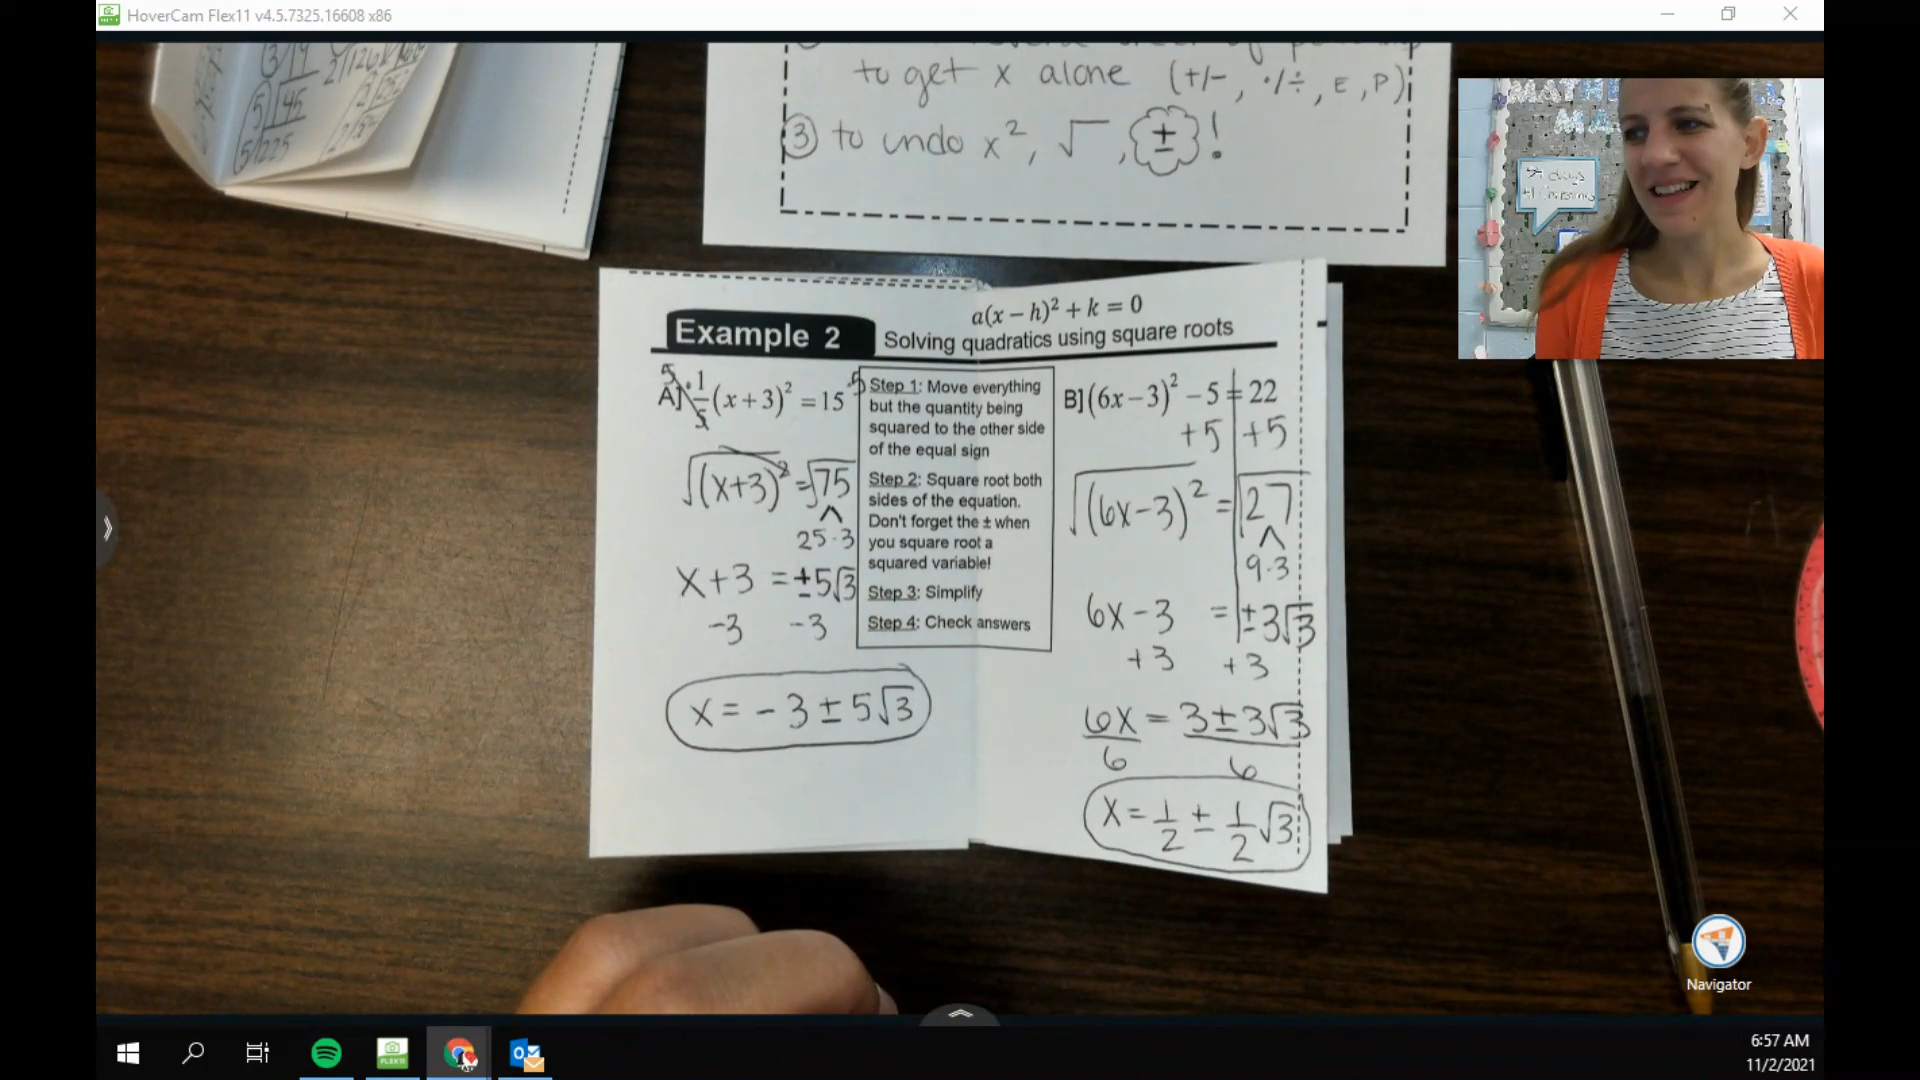 HoverCam Flex11 v4.5.7325.16608 x86
to get x alone (+/-, ·/÷, E, P)
③ to undo x², √ , ± !
a(x − h)² + k = 0
Example 2 Solving quadratics using square roots
A] 5 · 1/5 (x + 3)² = 15 · 5
√(x+3)² = √75
25·3
x+3 = ±5√3
-3 -3
x = -3 ± 5√3
Step 1: Move everything
but the quantity being
squared to the other side
of the equal sign
Step 2: Square root both
sides of the equation.
Don't forget the ± when
you square root a
squared variable!
Step 3: Simplify
Step 4: Check answers
B] (6x − 3)² − 5 = 22
+5 +5
√(6x-3)² = √27
9·3
6x-3 = ±3√3
+3 +3
6x = 3 ± 3√3
6 6
x = 1/2 ± 1/2 √3
Navigator
FLEX11
6:57 AM
11/2/2021